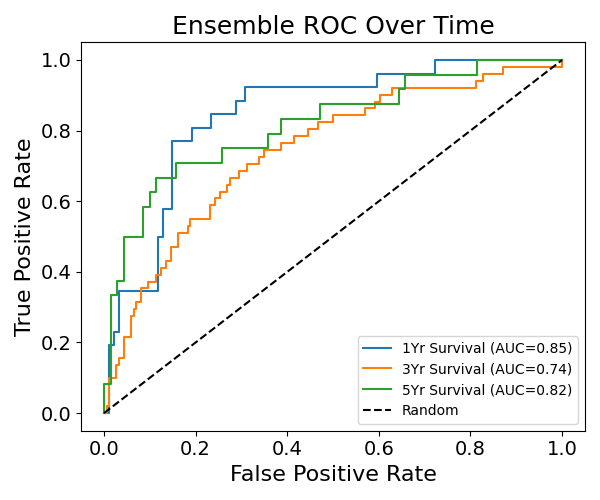 Ensemble ROC Over Time
True Positive Rate
1.0
0.8
0.6
0.4
0.2
0.0
0.0 0.2 0.4 0.6 0.8 1.0
False Positive Rate
1Yr Survival (AUC=0.85)
3Yr Survival (AUC=0.74)
5Yr Survival (AUC=0.82)
Random